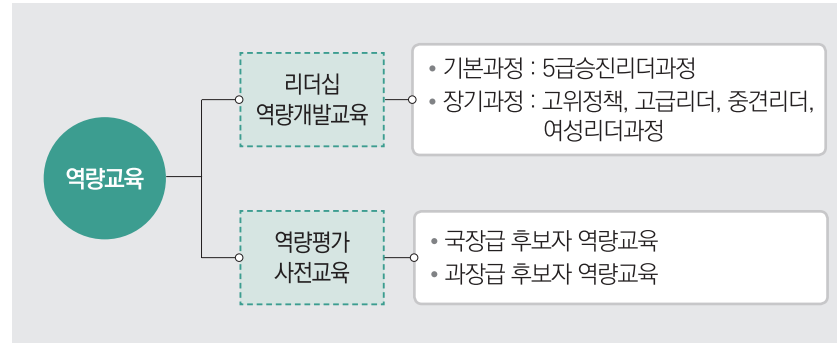 역량교육
리더십
역량개발교육
• 기본과정 : 5급승진리더과정
• 장기과정 : 고위정책, 고급리더, 중견리더,
여성리더과정
역량평가
사전교육
• 국장급 후보자 역량교육
• 과장급 후보자 역량교육